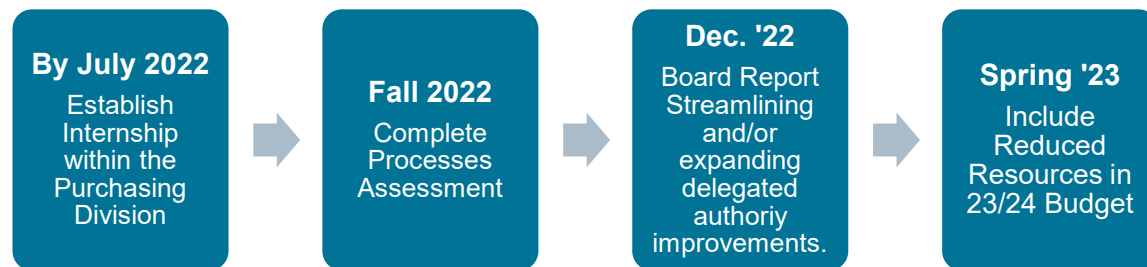 By July 2022
Establish
Internship
within the
Purchasing
Division
Fall 2022
Complete
Processes
Assessment
Dec. '22
Board Report
Streamlining
and/or
expanding
delegated
authoriy
improvements.
Spring '23
Include
Reduced
Resources in
23/24 Budget